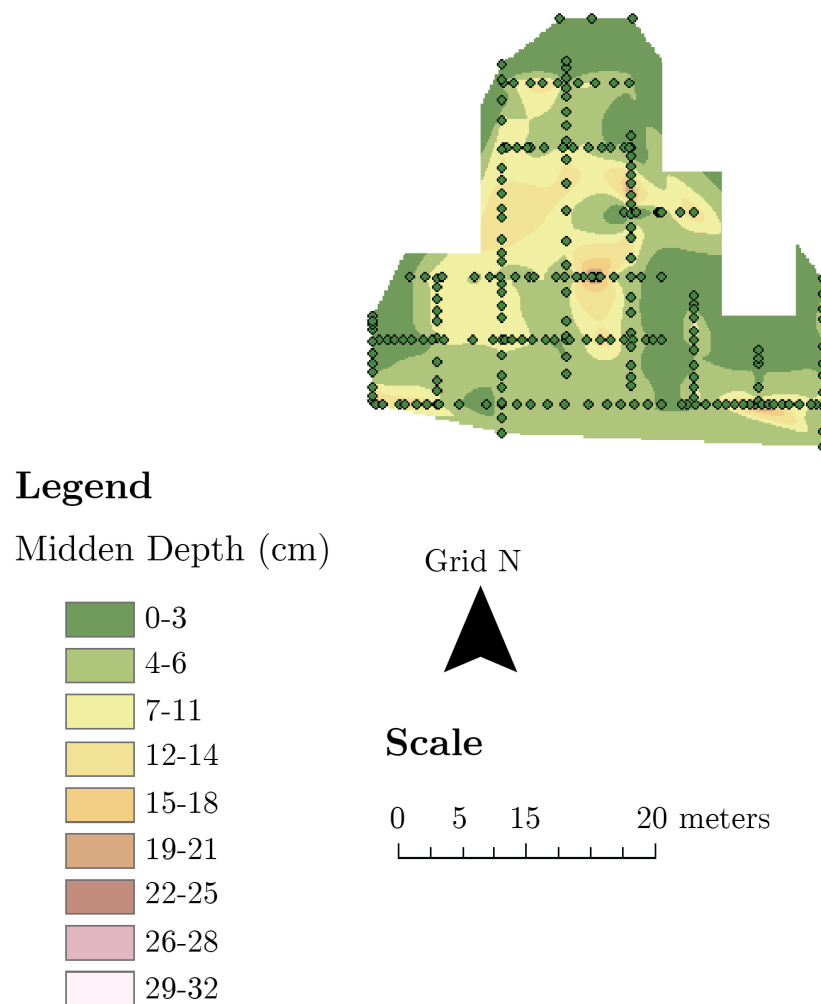 Legend
Midden Depth (cm)
0-3
4-6
7-11
12-14
15-18
19-21
22-25
26-28
29-32
Grid N
Scale
0 5 15 20 meters